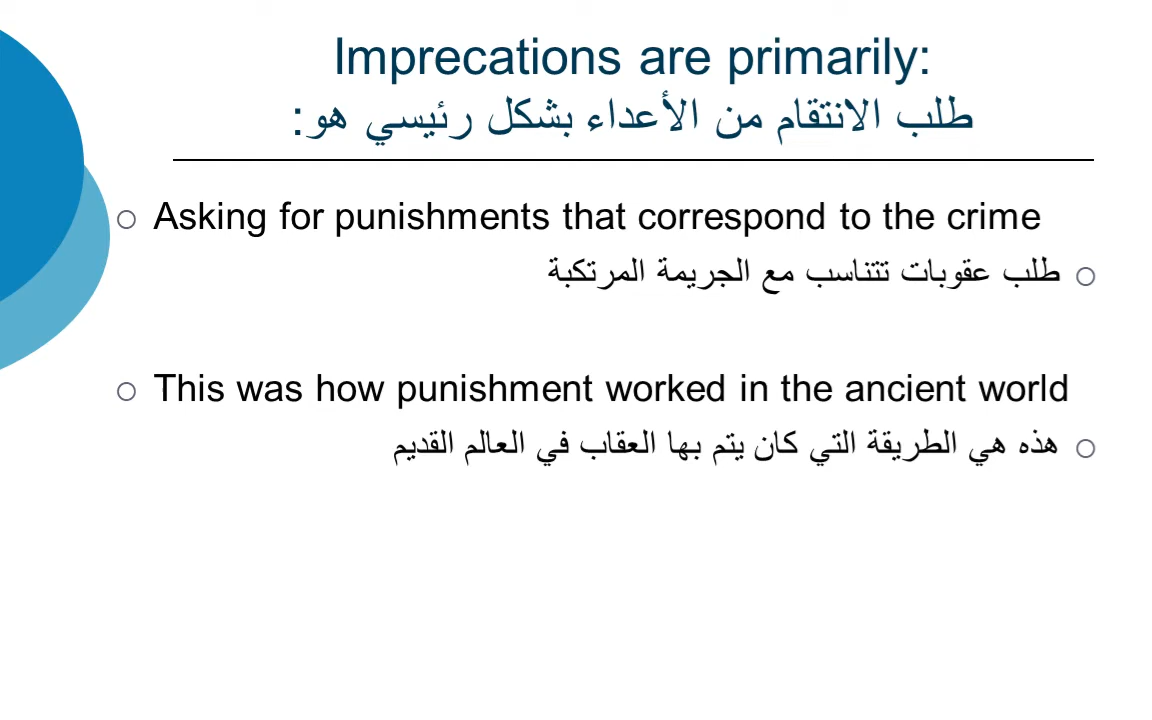 Imprecations are primarily:
طلب الانتقام من الأعداء بشكل رئيسي هو:
Asking for punishments that correspond to the crime
طلب عقوبات تتناسب مع الجريمة المرتكبة
This was how punishment worked in the ancient world
هذه هي الطريقة التي كان يتم بها العقاب في العالم القديم